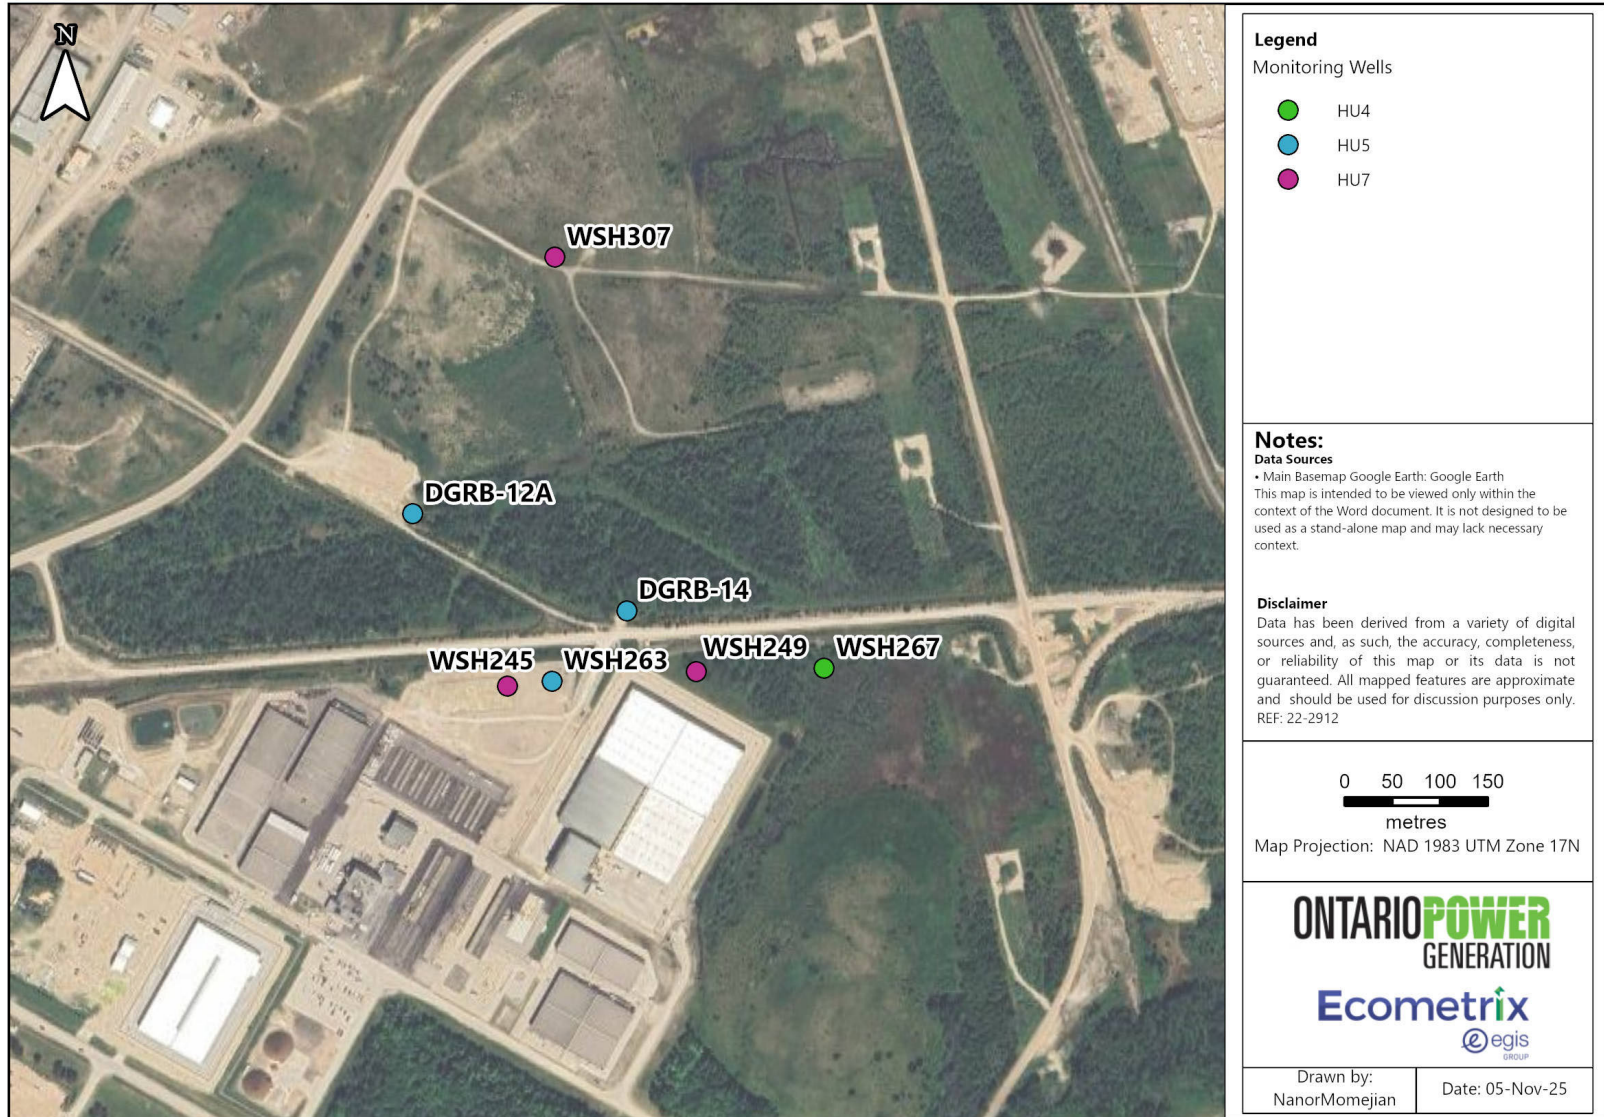 N
WSH307
DGRB-12A
DGRB-14
WSH249
WSH267
WSH245
WSH263
Legend
Monitoring Wells
HU4
HU5
HU7
Notes:
Data Sources
• Main Basemap Google Earth: Google Earth
This map is intended to be viewed only within the
context of the Word document. It is not designed to be
used as a stand-alone map and may lack necessary
context.
Disclaimer
Data has been derived from a variety of digital
sources and, as such, the accuracy, completeness,
or reliability of this map or its data is not
guaranteed. All mapped features are approximate
and should be used for discussion purposes only.
REF: 22-2912
0 50 100 150
metres
Map Projection: NAD 1983 UTM Zone 17N
ONTARIOPOWER
GENERATION
Ecometrix
egis
GROUP
Drawn by:
NanorMomejian
Date: 05-Nov-25